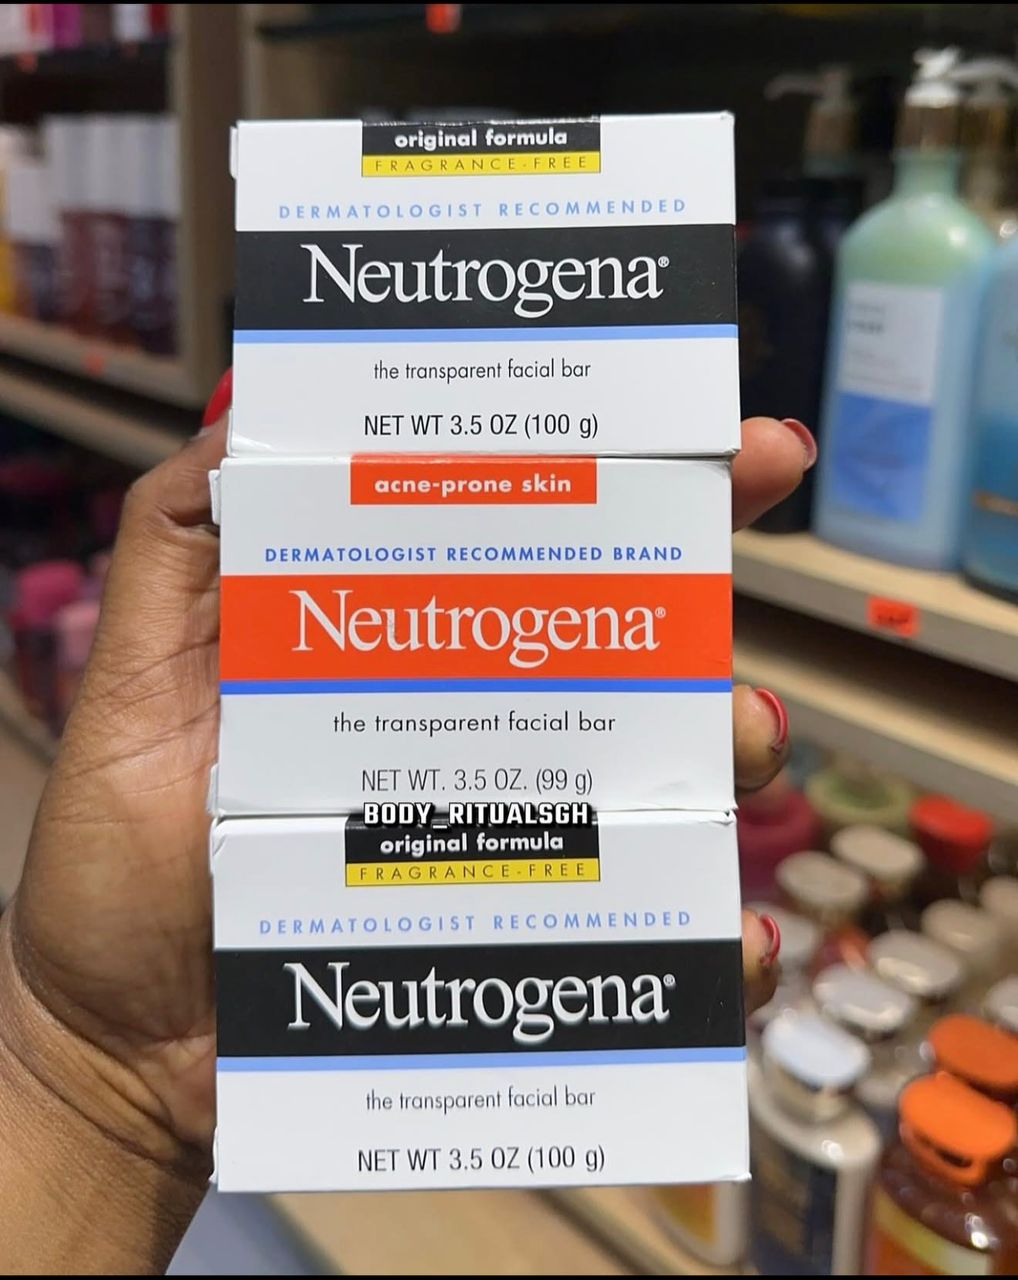 original formula
FRAGRANCE-FREE
DERMATOLOGIST RECOMMENDED
Neutrogena®
the transparent facial bar
NET WT 3.5 OZ (100 g)
acne-prone skin
DERMATOLOGIST RECOMMENDED BRAND
Neutrogena®
the transparent facial bar
NET WT. 3.5 OZ. (99 g)
BODY_RITUALSGH
original formula
FRAGRANCE-FREE
DERMATOLOGIST RECOMMENDED
Neutrogena®
the transparent facial bar
NET WT 3.5 OZ (100 g)